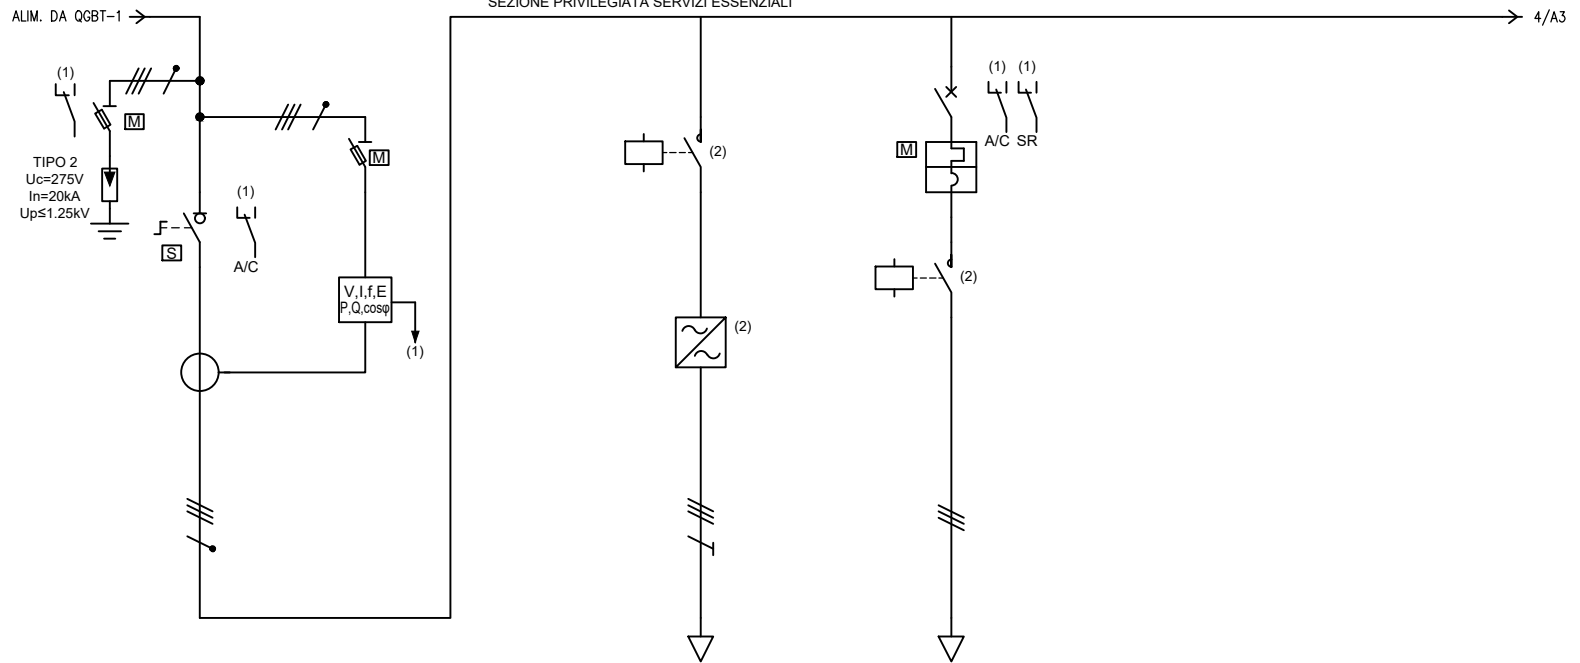 SEZIONE PRIVILEGIATA SERVIZI ESSENZIALI
ALIM. DA QGBT-1
4/A3
(1)
M
TIPO 2
Uc=275V
In=20kA
Up≤1.25kV
M
(1)
S
A/C
V,I,f,E
P,Q,cosφ
(1)
(2)
(2)
(1) (1)
A/C SR
M
(2)